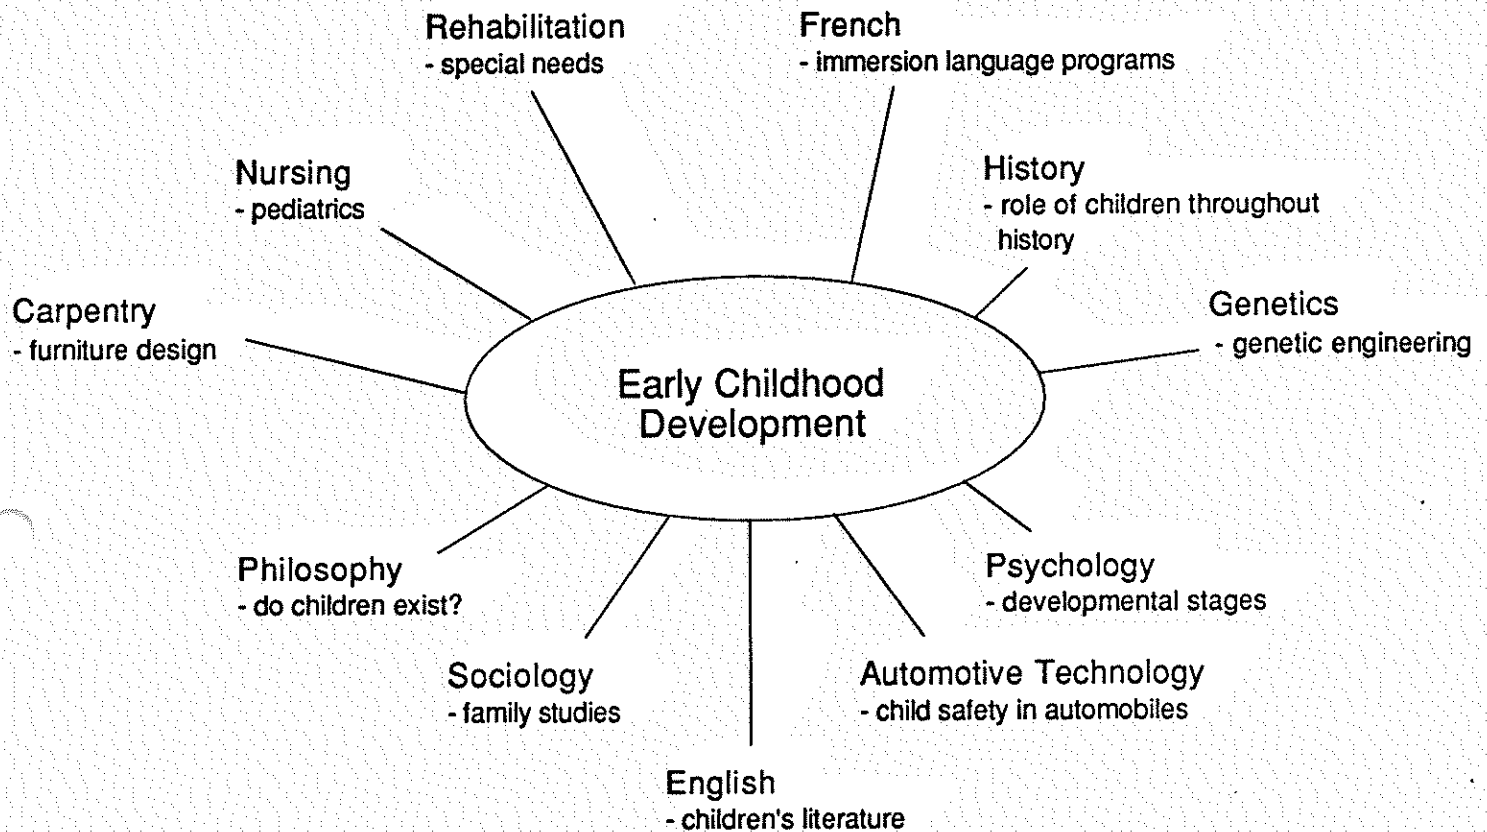 Rehabilitation
- special needs
French
- immersion language programs
Nursing
- pediatrics
History
- role of children throughout
history
Carpentry
- furniture design
Genetics
- genetic engineering
Early Childhood
Development
Philosophy
- do children exist?
Psychology
- developmental stages
Sociology
- family studies
Automotive Technology
- child safety in automobiles
English
- children's literature